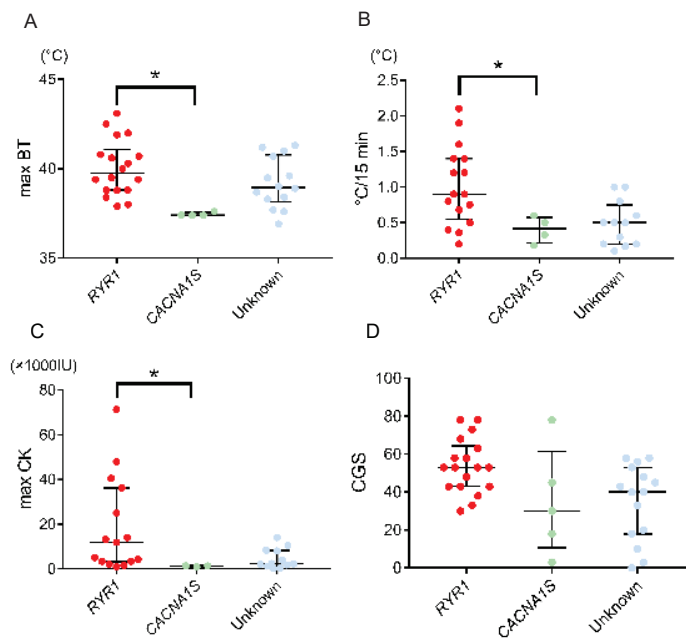 A
(°C)
45
40
35
max BT
*
RYR1
CACNA1S
Unknown
B
(°C)
2.5
2.0
1.5
1.0
0.5
0.0
°C/15 min
*
RYR1
CACNA1S
Unknown
C
(×1000IU)
80
60
40
20
0
max CK
*
RYR1
CACNA1S
Unknown
D
100
80
60
40
20
0
CGS
RYR1
CACNA1S
Unknown